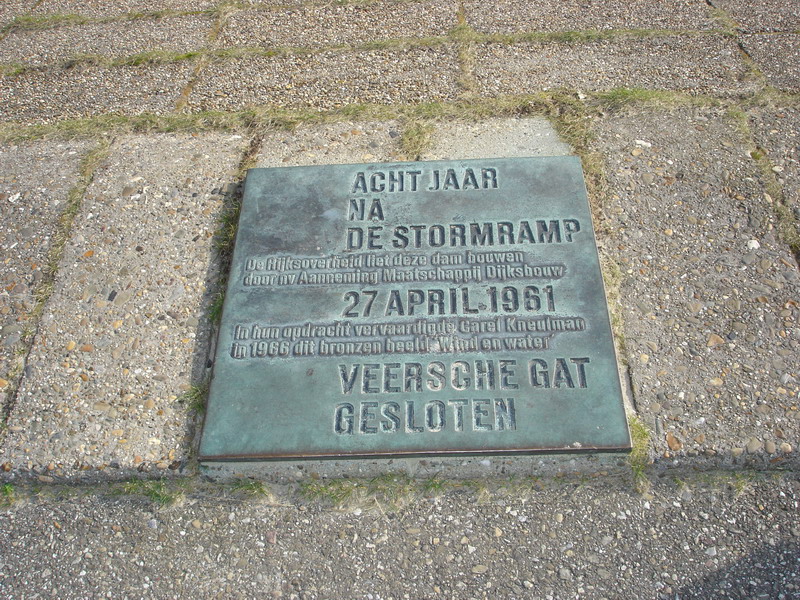 ACHT JAAR
NA
DE STORMRAMP
De Rijksoverheid liet deze dam bouwen
door nv Aanneming Maatschappij Dijksbouw
27 APRIL 1961
In hun opdracht vervaardigde Carel Kneulman
In 1966 dit bronzen beeld "Wind en water"
VEERSCHE GAT
GESLOTEN